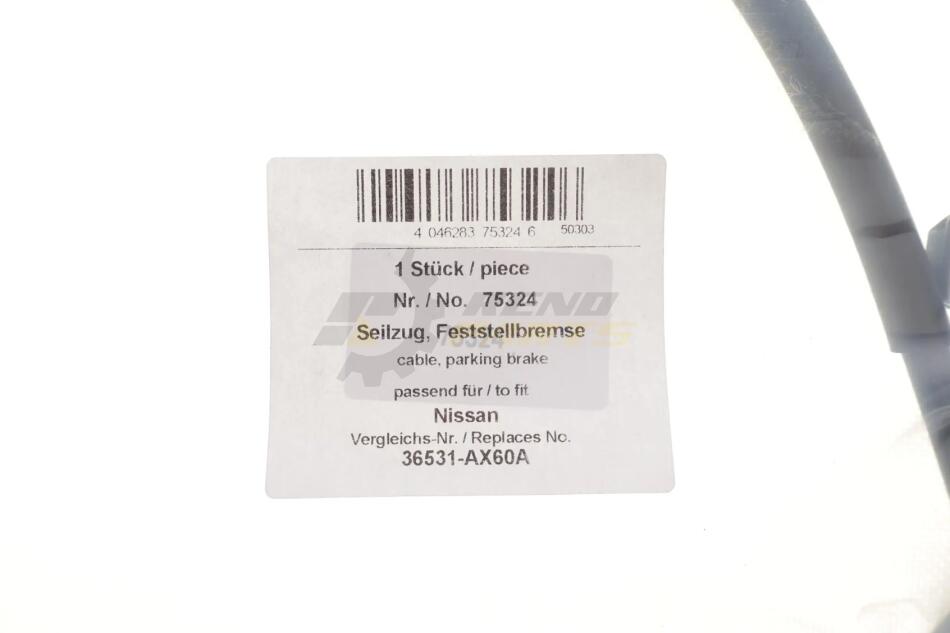 4 046283 75324 6 50303
1 Stück / piece
Nr. / No. 75324
Seilzug, Feststellbremse
75324
cable, parking brake
passend für / to fit
Nissan
Vergleichs-Nr. / Replaces No.
36531-AX60A